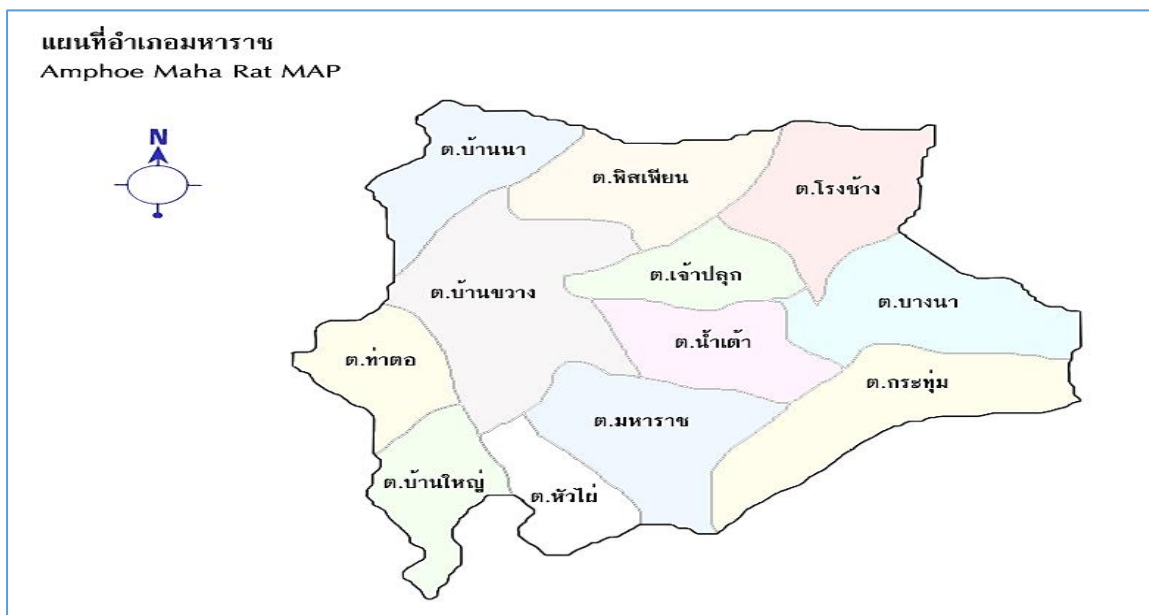 แผนที่อำเภอมหาราช
Amphoe Maha Rat MAP
N
ต.บ้านนา
ต.พิสเพียน
ต.โรงช้าง
ต.เจ้าปลุก
ต.บ้านขวาง
ต.บางนา
ต.น้ำเต้า
ต.ท่าตอ
ต.กระทุ่ม
ต.มหาราช
ต.บ้านใหญ่
ต.หัวไผ่